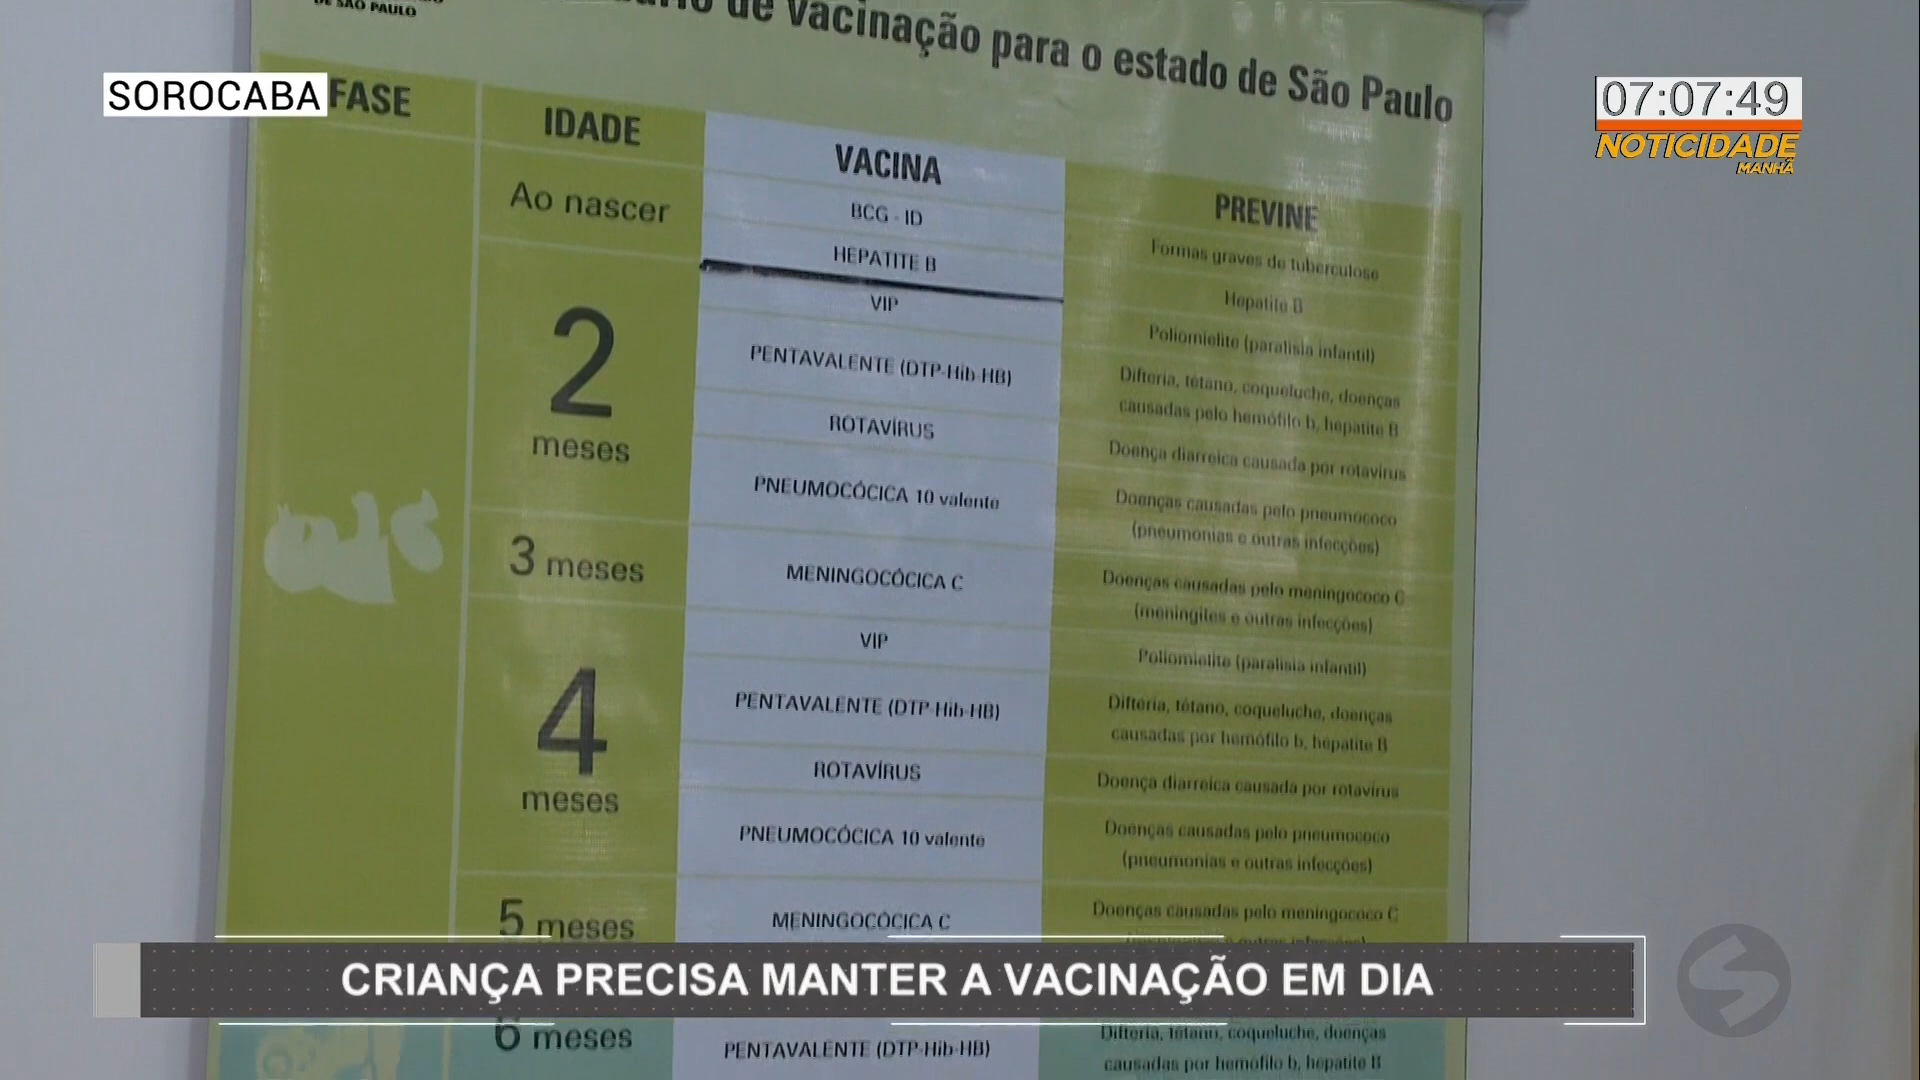 DE SÃO PAULO
de vacinação para o estado de São Paulo
SOROCABA
07:07:49
NOTICIDADE
MANHÃ
FASE
IDADE
VACINA
PREVINE
Ao nascer
BCG - ID
Formas graves de tuberculose
HEPATITE B
Hepatite B
2
meses
VIP
Poliomielite (paralisia infantil)
PENTAVALENTE (DTP-Hib-HB)
Difteria, tétano, coqueluche, doenças
causadas pelo hemófilo b, hepatite B
ROTAVÍRUS
Doença diarreica causada por rotavírus
PNEUMOCÓCICA 10 valente
Doenças causadas pelo pneumococo
(pneumonias e outras infecções)
3 meses
MENINGOCÓCICA C
Doenças causadas pelo meningococo C
(meningites e outras infecções)
4
meses
VIP
Poliomielite (paralisia infantil)
PENTAVALENTE (DTP-Hib-HB)
Difteria, tétano, coqueluche, doenças
causadas por hemófilo b, hepatite B
ROTAVÍRUS
Doença diarreica causada por rotavírus
PNEUMOCÓCICA 10 valente
Doenças causadas pelo pneumococo
(pneumonias e outras infecções)
5 meses
MENINGOCÓCICA C
Doenças causadas pelo meningococo C
CRIANÇA PRECISA MANTER A VACINAÇÃO EM DIA
6 meses
PENTAVALENTE (DTP-Hib-HB)
Difteria, tétano, coqueluche, doenças
causadas por hemófilo b, hepatite B